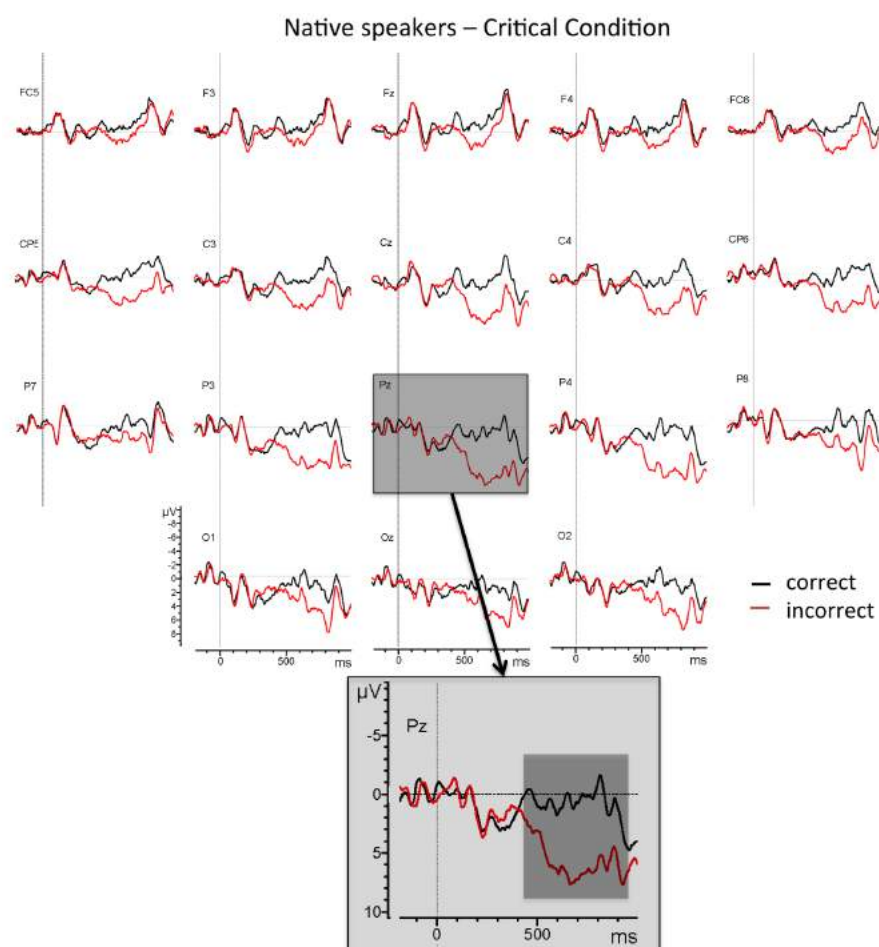 Native speakers – Critical Condition
FC5 F3 Fz F4 FC6
CP5 C3 Cz C4 CP6
P7 P3 Pz P4 P8
µV
-8
-6
-4
-2
0
2
4
6
8
O1 Oz O2
correct
incorrect
0 500 ms 0 500 ms 0 500 ms
µV
Pz
-5
0
5
10
0 500 ms